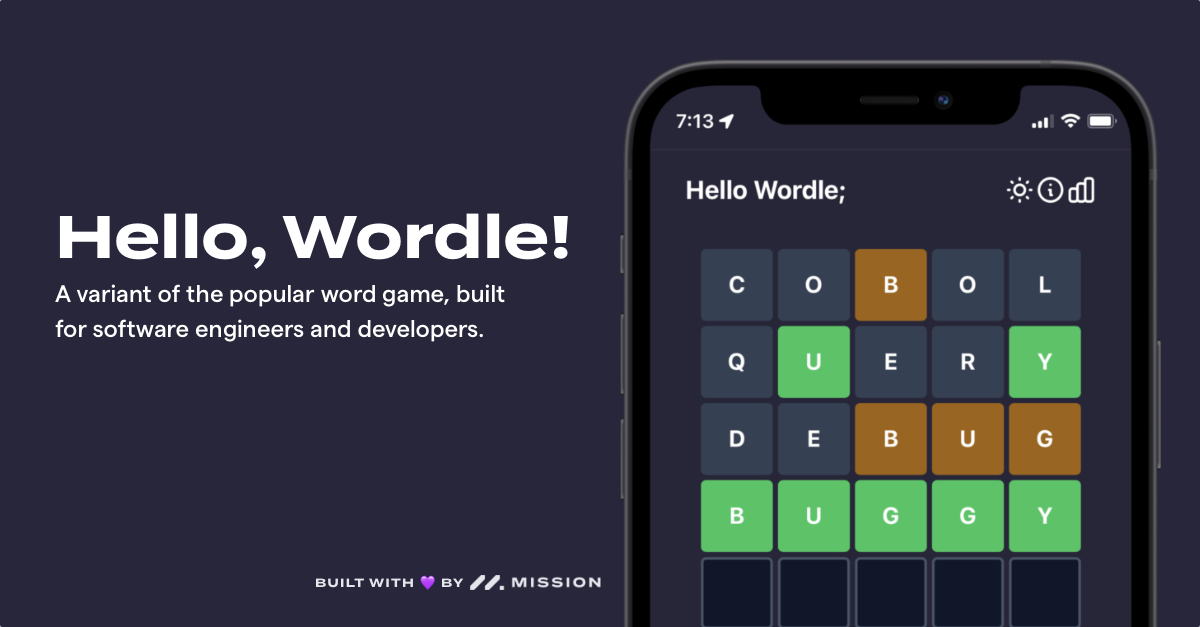 Hello, Wordle!
A variant of the popular word game, built
for software engineers and developers.
BUILT WITH 💜 BY MISSION
7:13
Hello Wordle;
C O B O L
Q U E R Y
D E B U G
B U G G Y